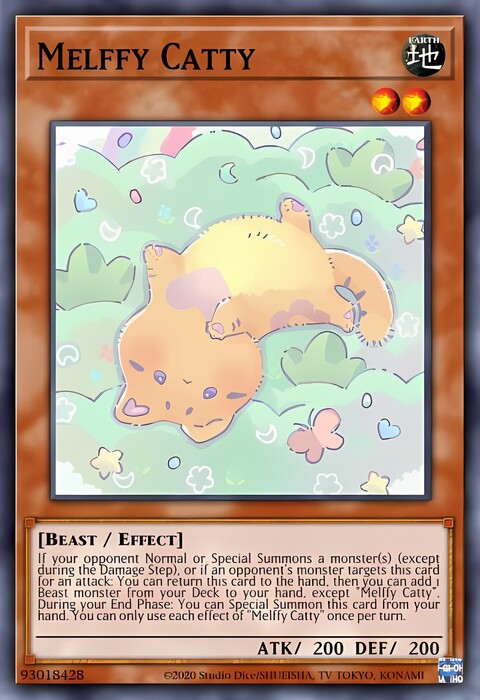 MELFFY CATTY
EARTH
地
[BEAST / EFFECT]
If your opponent Normal or Special Summons a monster(s) (except
during the Damage Step), or if an opponent's monster targets this card
for an attack: You can return this card to the hand, then you can add 1
Beast monster from your Deck to your hand, except "Melffy Catty".
During your End Phase: You can Special Summon this card from your
hand. You can only use each effect of "Melffy Catty" once per turn.
ATK/ 200 DEF/ 200
93018428
©2020 Studio Dice/SHUEISHA, TV TOKYO, KONAMI